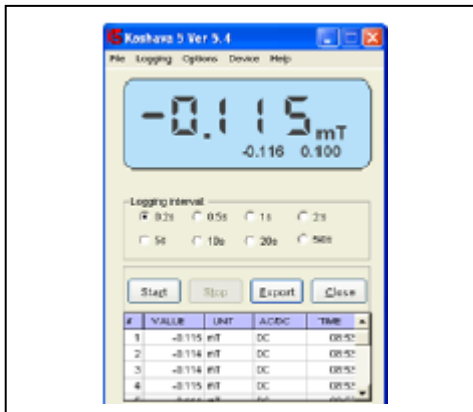 Koshava 5 Ver 5.4
File Logging Options Device Help
-0.115 mT
-0.116 0.100
Logging interval:
0.2s 0.5s 1s 2s
5s 10s 20s
Start Stop Export Close
# VALUE UNIT AC/DC TIME
1 -0.115 mT DC 08:52
2 -0.114 mT DC 08:52
3 -0.114 mT DC 08:52
4 -0.115 mT DC 08:52